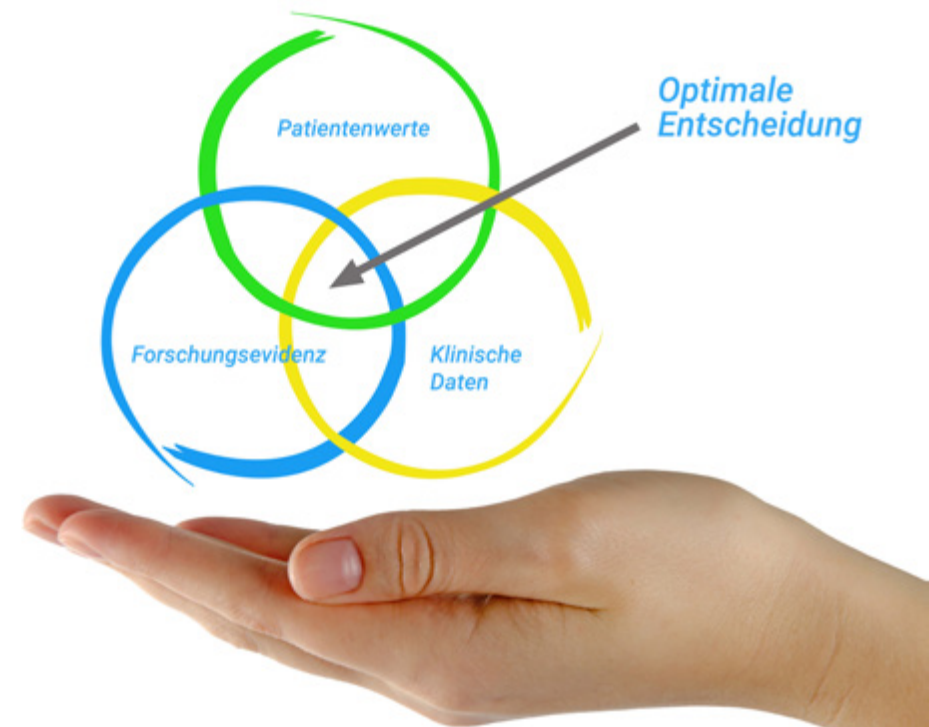 Patientenwerte
Optimale
Entscheidung
Forschungsevidenz
Klinische
Daten